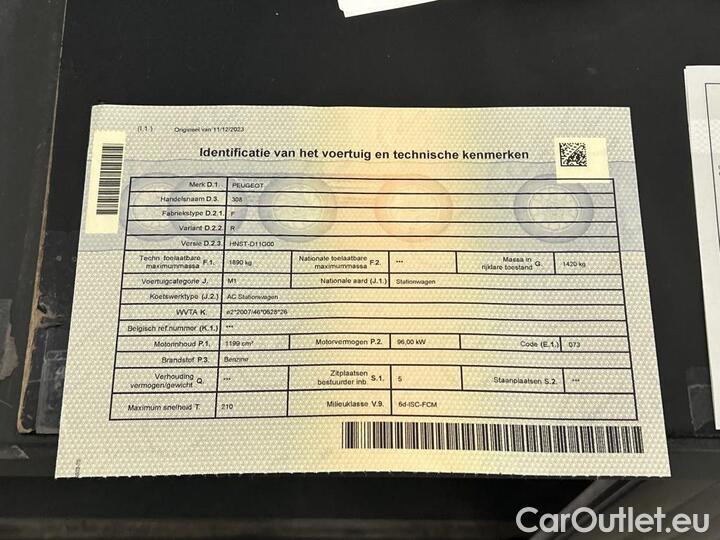 (I.1 ) Origineel van 11/12/2023
Identificatie van het voertuig en technische kenmerken
Merk D.1. PEUGEOT
Handelsnaam D.3. 308
Fabriekstype D.2.1. F
Variant D.2.2. R
Versie D.2.3. HNST-D11G00
Techn. toelaatbare maximummassa F.1. 1890 kg Nationale toelaatbare maximummassa F.2. *** Massa in rijklare toestand G. 1420 kg
Voertuigcategorie J. M1 Nationale aard (J.1.) Stationwagen
Koetswerktype (J.2.) AC Stationwagen
WVTA K. e2*2007/46*0628*26
Belgisch ref.nummer (K.1.) ***
Motorinhoud P.1. 1199 cm³ Motorvermogen P.2. 96,00 kW Code (E.1.) 073
Brandstof P.3. Benzine
Verhouding vermogen/gewicht Q. *** Zitplaatsen bestuurder inb. S.1. 5 Staanplaatsen S.2. ***
Maximum snelheid T. 210 Milieuklasse V.9. 6d-ISC-FCM
CarOutlet.eu